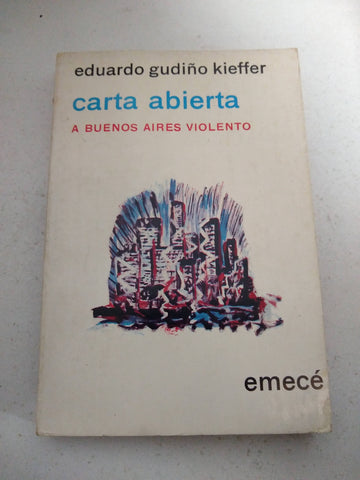 eduardo gudiño kieffer
carta abierta
A BUENOS AIRES VIOLENTO
emecé